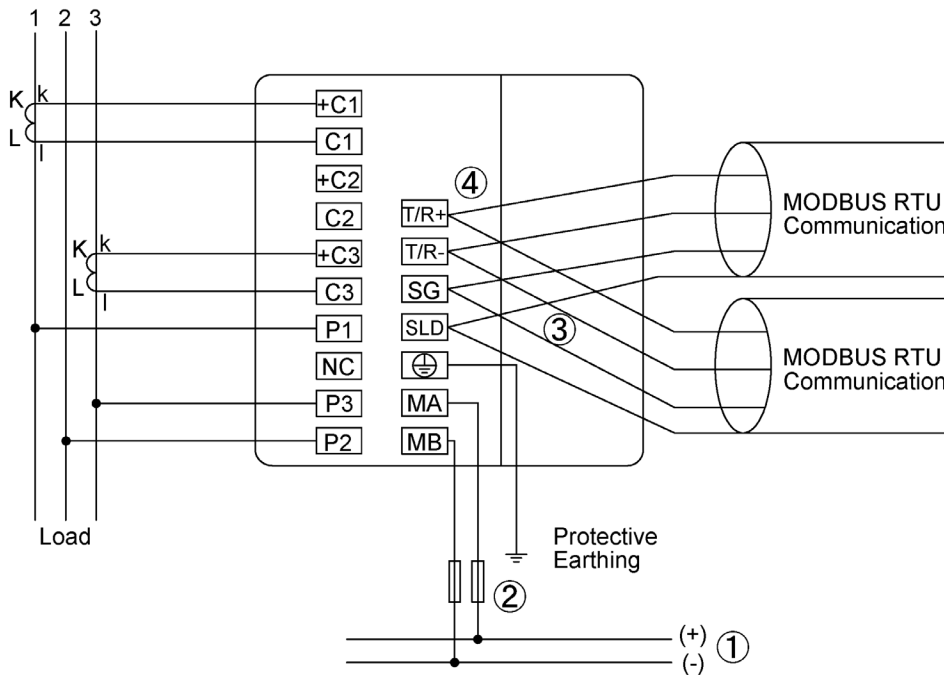 1 2 3
K k
+C1
L l
C1
+C2
C2
K k
+C3
L l
C3
P1
NC
P3
P2
④
T/R+
T/R-
SG
SLD
③
MA
MB
MODBUS RTU
Communication
MODBUS RTU
Communication
Load
Protective
Earthing
②
(+)
(-)
①